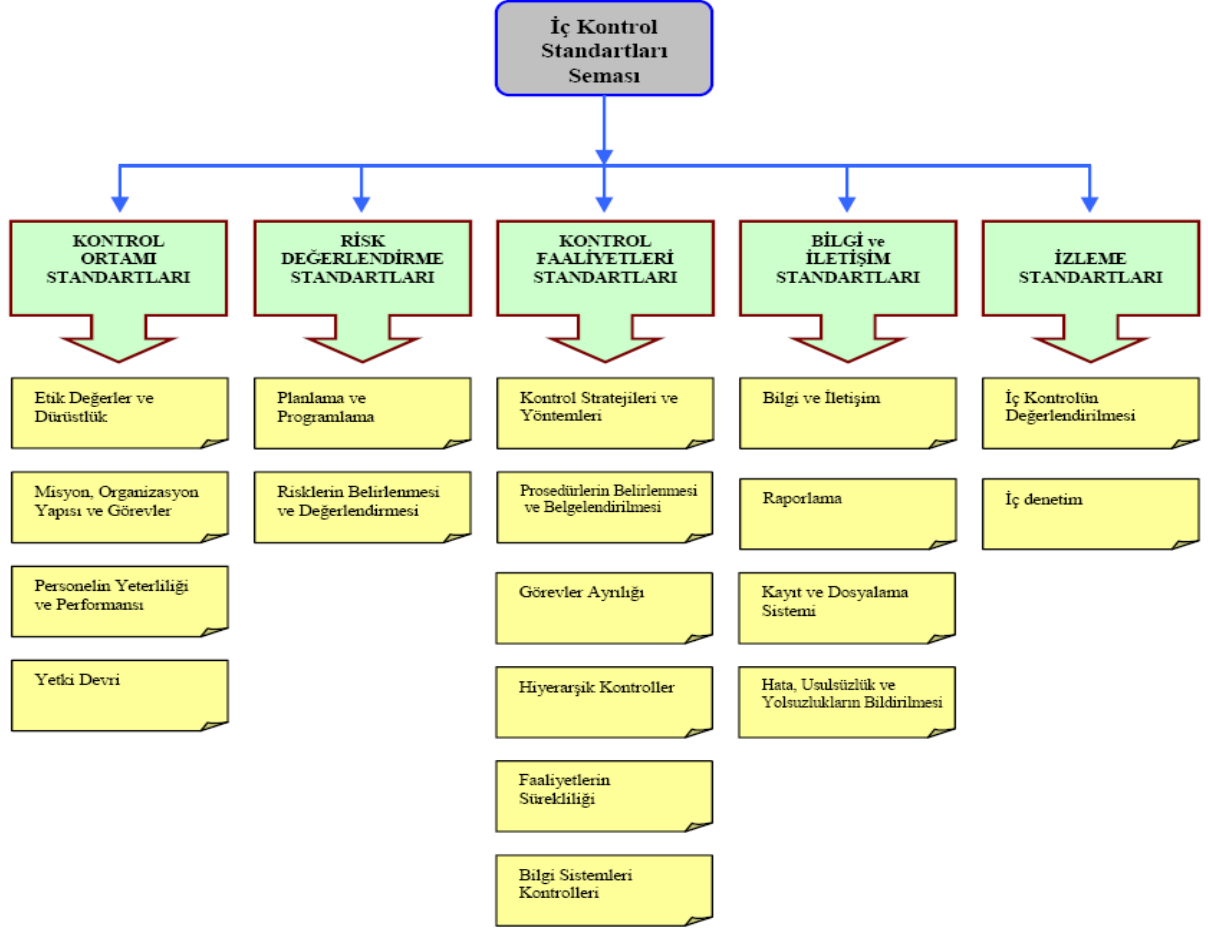 İç Kontrol
Standartları
Seması
KONTROL
ORTAMI
STANDARTLARI
Etik Değerler ve
Dürüstlük
Misyon, Organizasyon
Yapısı ve Görevler
Personelin Yeterliliği
ve Performansı
Yetki Devri
RİSK
DEĞERLENDİRME
STANDARTLARI
Planlama ve
Programlama
Risklerin Belirlenmesi
ve Değerlendirmesi
KONTROL
FAALİYETLERİ
STANDARTLARI
Kontrol Stratejileri ve
Yöntemleri
Prosedürlerin Belirlenmesi
ve Belgelendirilmesi
Görevler Ayrılığı
Hiyerarşik Kontroller
Faaliyetlerin
Sürekliliği
Bilgi Sistemleri
Kontrolleri
BİLGİ ve
İLETİŞİM
STANDARTLARI
Bilgi ve İletişim
Raporlama
Kayıt ve Dosyalama
Sistemi
Hata, Usulsüzlük ve
Yolsuzlukların Bildirilmesi
İZLEME
STANDARTLARI
İç Kontrolün
Değerlendirilmesi
İç denetim